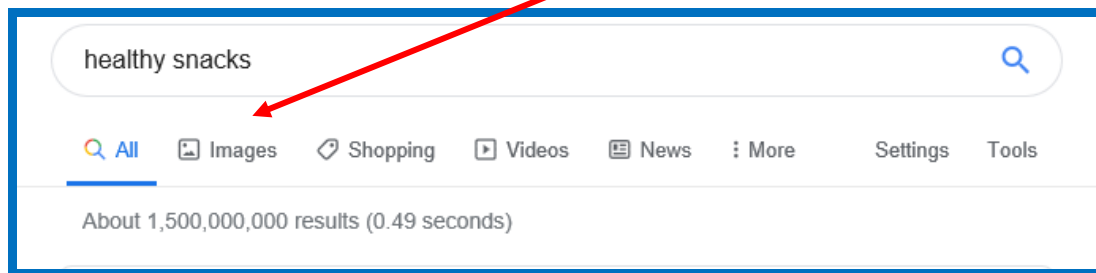 healthy snacks
All Images Shopping Videos News More Settings Tools
About 1,500,000,000 results (0.49 seconds)